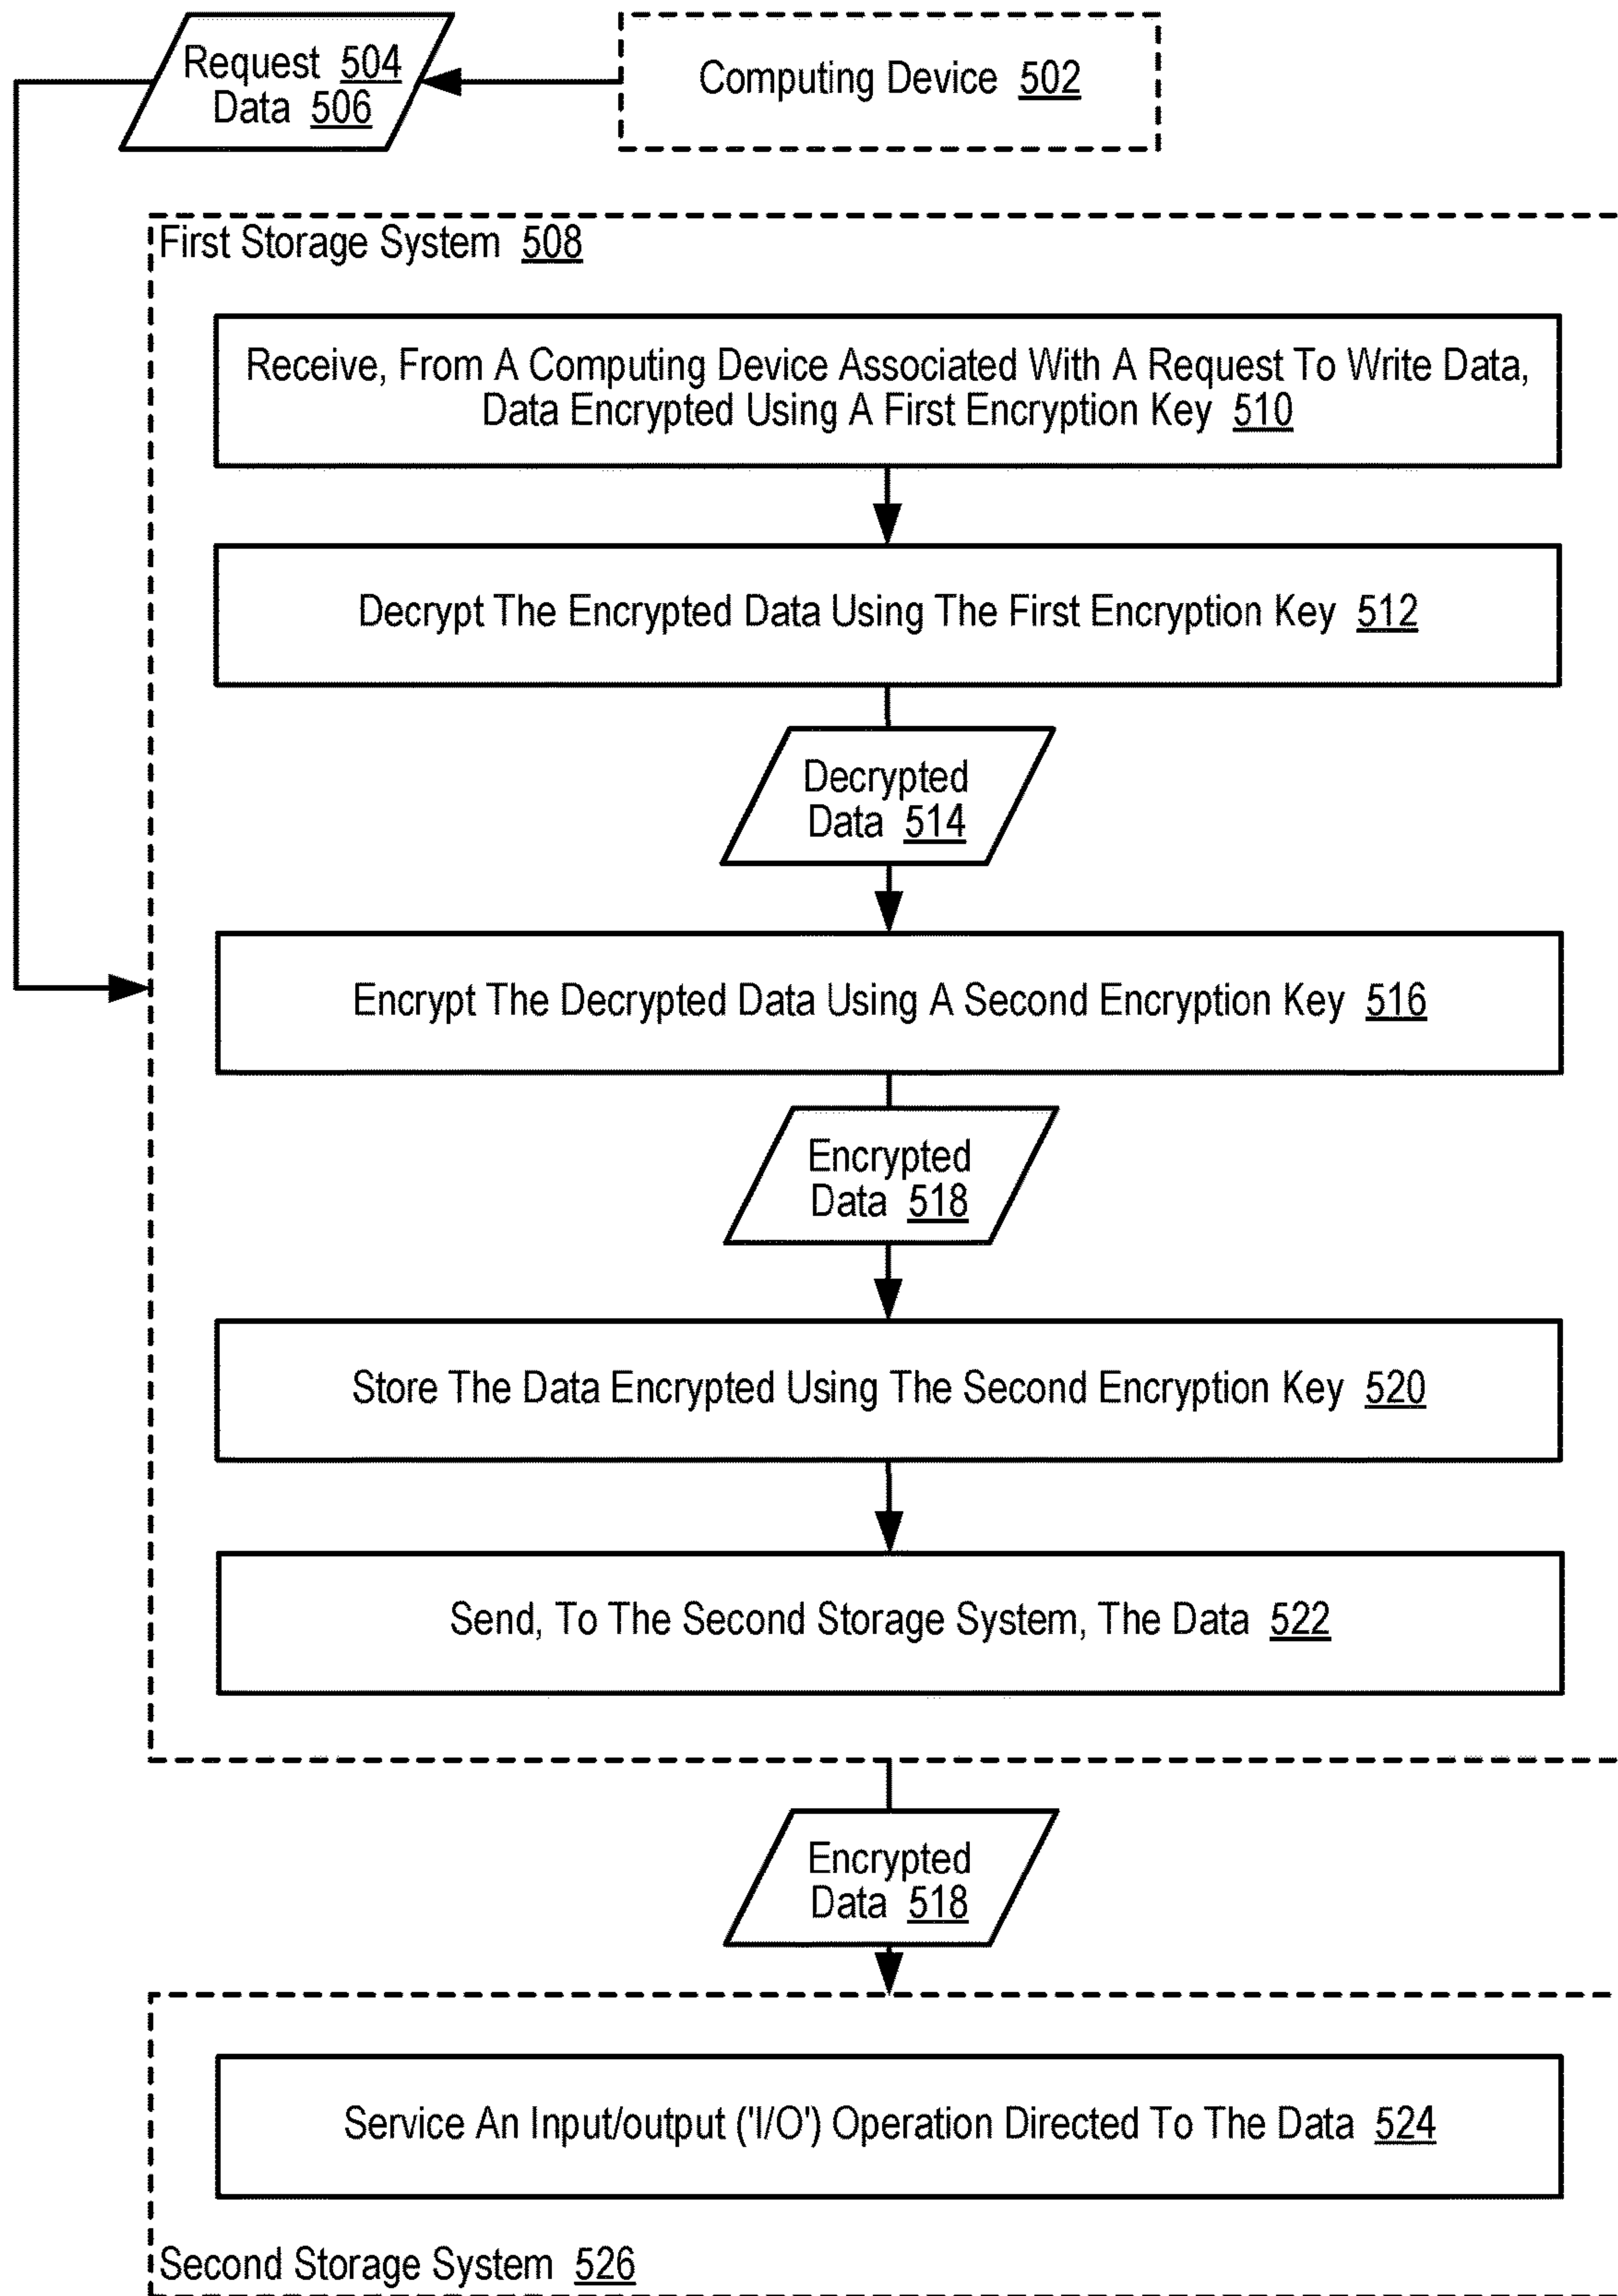 Request 504
Data 506
Computing Device 502
First Storage System 508
Receive, From A Computing Device Associated With A Request To Write Data,
Data Encrypted Using A First Encryption Key 510
Decrypt The Encrypted Data Using The First Encryption Key 512
Decrypted
Data 514
Encrypt The Decrypted Data Using A Second Encryption Key 516
Encrypted
Data 518
Store The Data Encrypted Using The Second Encryption Key 520
Send, To The Second Storage System, The Data 522
Encrypted
Data 518
Service An Input/output ('I/O') Operation Directed To The Data 524
Second Storage System 526